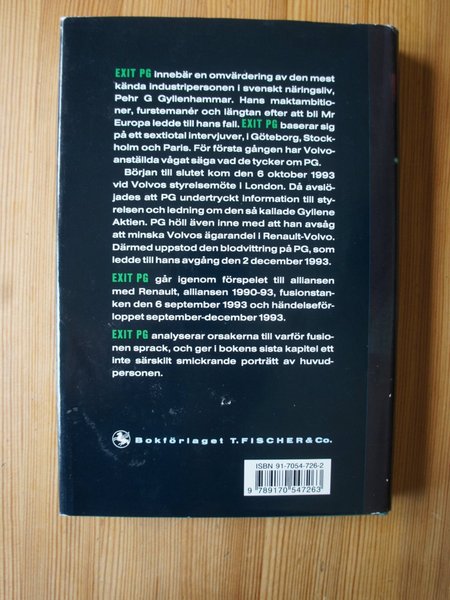 EXIT PG innebär en omvärdering av den mest
kända industripersonen i svenskt näringsliv,
Pehr G Gyllenhammar. Hans maktambitio-
ner, furstemanér och längtan efter att bli Mr
Europa ledde till hans fall. EXIT PG baserar sig
på ett sextiotal intervjuver, i Göteborg, Stock-
holm och Paris. För första gången har Volvo-
anställda vågat säga vad de tycker om PG.
Början till slutet kom den 6 oktober 1993
vid Volvos styrelsemöte i London. Då avslö-
jades att PG undertryckt information till sty-
relsen och ledning om den så kallade Gyllene
Aktien. PG höll även inne med att han avsåg
att minska Volvos ägarandel i Renault-Volvo.
Därmed uppstod den blodvittring på PG, som
ledde till hans avgång den 2 december 1993.
EXIT PG går igenom förspelet till alliansen
med Renault, alliansen 1990-93, fusionstan-
ken den 6 september 1993 och händelseför-
loppet september-december 1993.
EXIT PG analyserar orsakerna till varför fusio-
nen sprack, och ger i bokens sista kapitel ett
inte särskilt smickrande porträtt av huvud-
personen.
Bokförlaget T. FISCHER & Co.
ISBN 91-7054-726-2
9 789170 547263